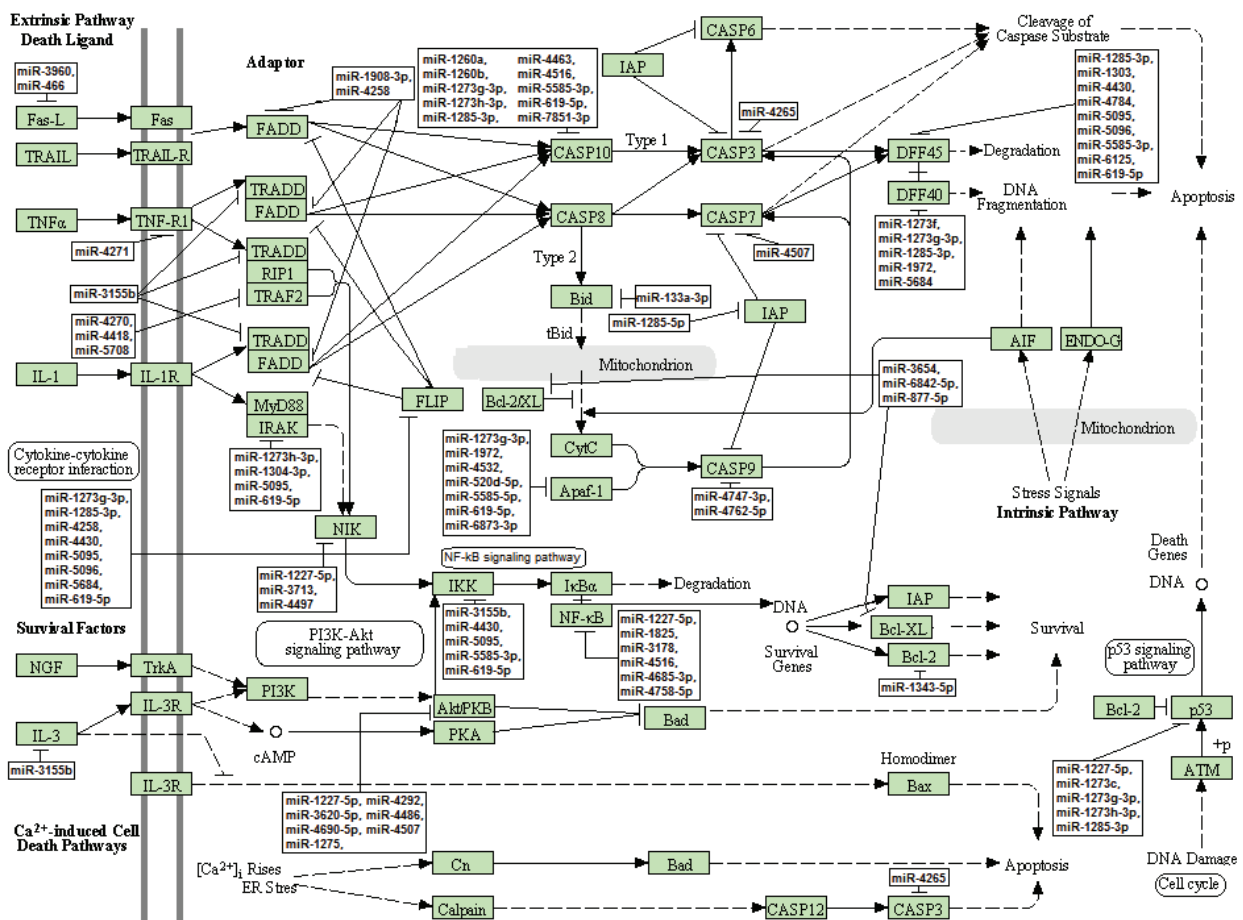 Extrinsic Pathway
Death Ligand
miR-3960,
miR-466
Fas-L
Fas
TRAIL
TRAIL-R
TNFα
TNF-R1
miR-4271
miR-3155b
miR-4270,
miR-4418,
miR-5708
IL-1
IL-1R
Adaptor
miR-1908-3p,
miR-4258
FADD
TRADD
FADD
TRADD
RIP1
TRAF2
TRADD
FADD
MyD88
IRAK
miR-1273h-3p,
miR-1304-3p,
miR-5095,
miR-619-5p
FLIP
NIK
miR-1227-5p,
miR-3713,
miR-4497
Cytokine-cytokine
receptor interaction
miR-1273g-3p,
miR-1285-3p,
miR-4258,
miR-4430,
miR-5095,
miR-5096,
miR-5684,
miR-619-5p
miR-1260a, miR-4463,
miR-1260b, miR-4516,
miR-1273g-3p, miR-5585-3p,
miR-1273h-3p, miR-619-5p,
miR-1285-3p, miR-7851-3p
CASP10
Type 1
CASP8
Type 2
Bid
miR-133a-3p
miR-1285-5p
tBid
Mitochondrion
Bcl-2/XL
CytC
Apaf-1
miR-1273g-3p,
miR-1972,
miR-4532,
miR-520d-5p,
miR-5585-5p,
miR-619-5p,
miR-6873-3p
CASP6
IAP
miR-4265
CASP3
CASP7
miR-4507
IAP
CASP9
miR-4747-3p,
miR-4762-5p
Cleavage of
Caspase Substrate
miR-1285-3p,
miR-1303,
miR-4430,
miR-4784,
miR-5095,
miR-5096,
miR-5585-3p,
miR-6125,
miR-619-5p
DFF45
Degradation
DFF40
DNA
Fragmentation
Apoptosis
miR-1273f,
miR-1273g-3p,
miR-1285-3p,
miR-1972,
miR-5684
AIF
ENDO-G
miR-3654,
miR-6842-5p,
miR-877-5p
Mitochondrion
Stress Signals
Intrinsic Pathway
NF-kB signaling pathway
IKK
IκBα
Degradation
NF-κB
miR-3155b,
miR-4430,
miR-5095,
miR-5585-3p,
miR-619-5p
miR-1227-5p,
miR-1825,
miR-3178,
miR-4516,
miR-4685-3p,
miR-4758-5p
DNA
Survival
Genes
IAP
Bcl-XL
Bcl-2
miR-1343-5p
Survival
Death
Genes
DNA
p53 signaling
pathway
Bcl-2
p53
+p
ATM
miR-1227-5p,
miR-1273c,
miR-1273g-3p,
miR-1273h-3p,
miR-1285-3p
DNA Damage
Cell cycle
Survival Factors
PI3K-Akt
signaling pathway
NGF
TrkA
PI3K
IL-3R
IL-3
miR-3155b
cAMP
Akt/PKB
PKA
Bad
IL-3R
Homodimer
Bax
miR-1227-5p, miR-4292,
miR-3620-5p, miR-4486,
miR-4690-5p, miR-4507
miR-1275,
Ca2+-induced Cell
Death Pathways
[Ca2+]i Rises
ER Stres
Cn
Bad
Apoptosis
miR-4265
Calpain
CASP12
CASP3